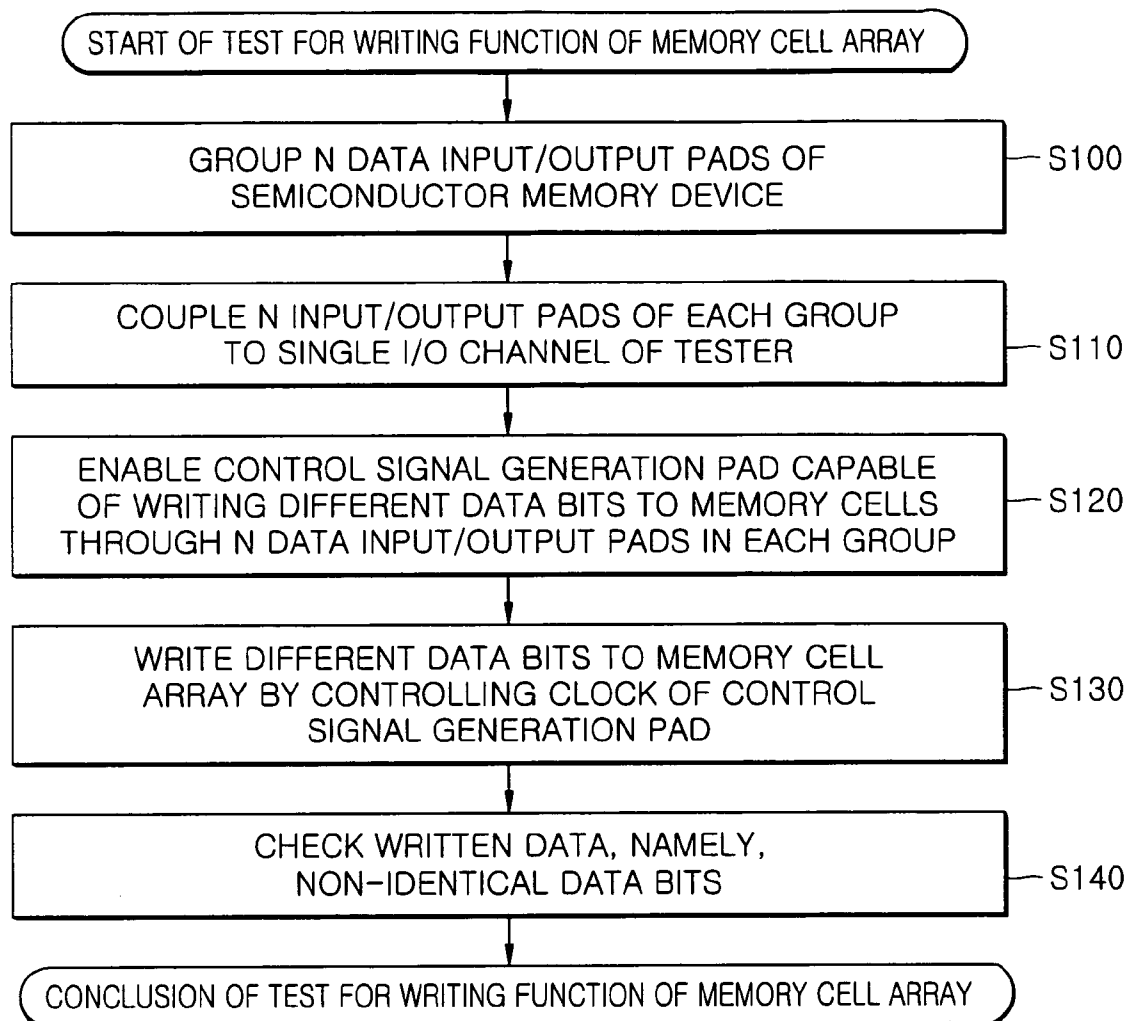 START OF TEST FOR WRITING FUNCTION OF MEMORY CELL ARRAY
GROUP N DATA INPUT/OUTPUT PADS OF
SEMICONDUCTOR MEMORY DEVICE
S100
COUPLE N INPUT/OUTPUT PADS OF EACH GROUP
TO SINGLE I/O CHANNEL OF TESTER
S110
ENABLE CONTROL SIGNAL GENERATION PAD CAPABLE
OF WRITING DIFFERENT DATA BITS TO MEMORY CELLS
THROUGH N DATA INPUT/OUTPUT PADS IN EACH GROUP
S120
WRITE DIFFERENT DATA BITS TO MEMORY CELL
ARRAY BY CONTROLLING CLOCK OF CONTROL
SIGNAL GENERATION PAD
S130
CHECK WRITTEN DATA, NAMELY,
NON-IDENTICAL DATA BITS
S140
CONCLUSION OF TEST FOR WRITING FUNCTION OF MEMORY CELL ARRAY